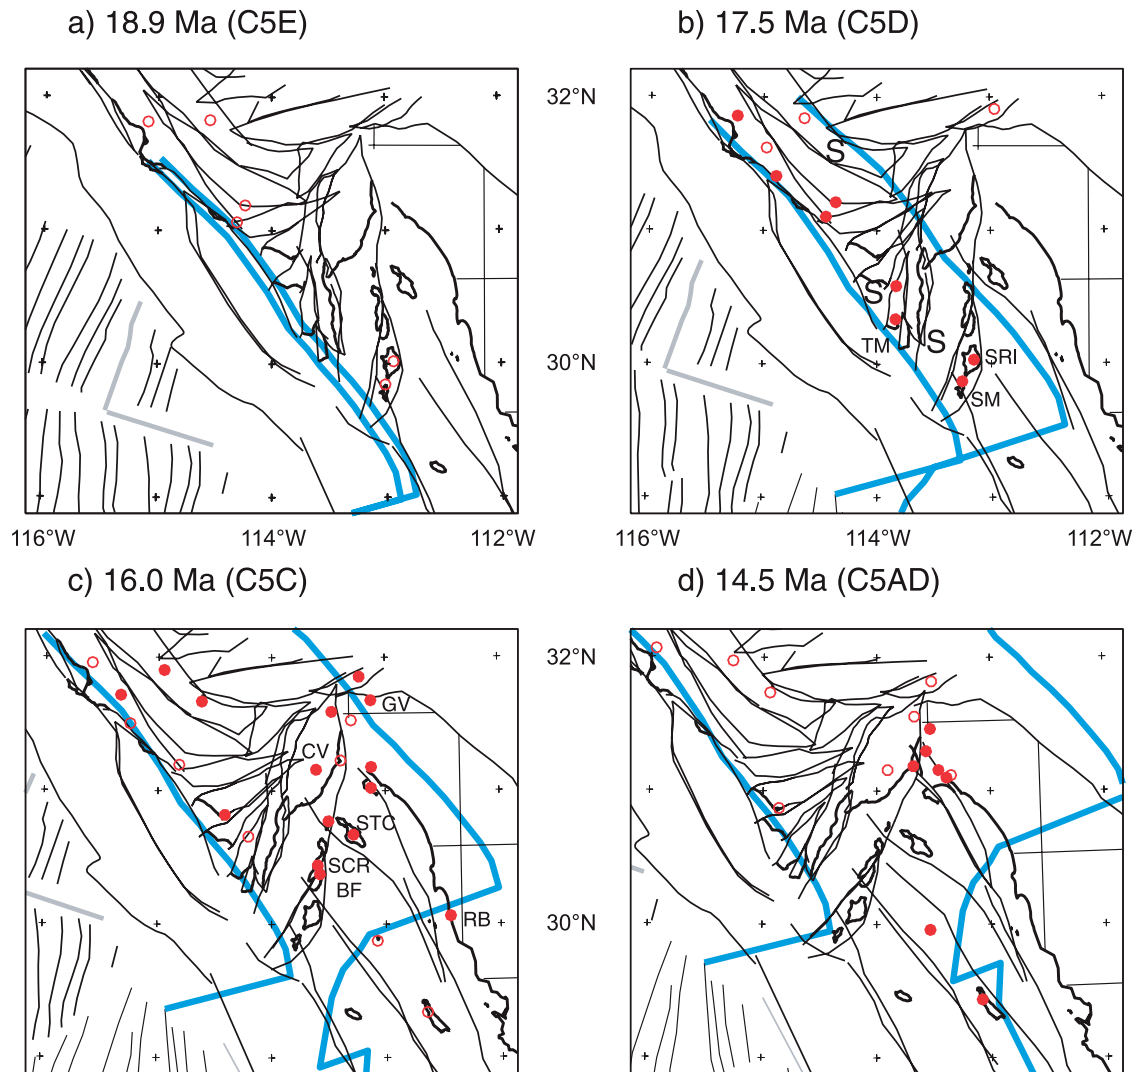 a) 18.9 Ma (C5E)
b) 17.5 Ma (C5D)
32°N
S
S
TM
S
SRI
30°N
SM
116°W
114°W
112°W
116°W
114°W
112°W
c) 16.0 Ma (C5C)
d) 14.5 Ma (C5AD)
32°N
GV
CV
STC
SCR
BF
RB
30°N